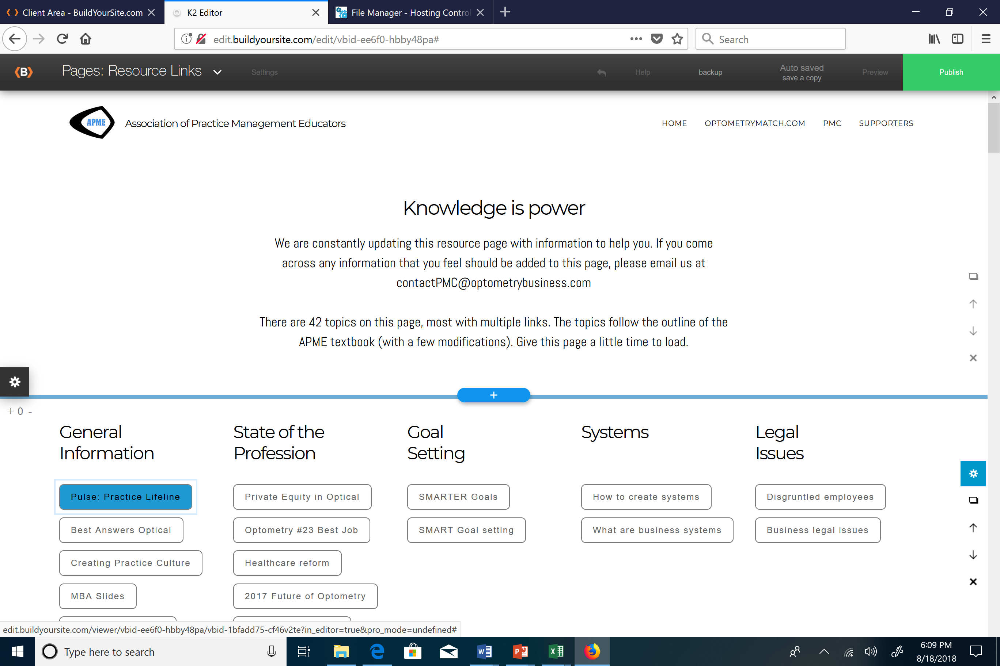 Client Area - BuildYourSite.com
K2 Editor
File Manager - Hosting Control
edit.buildyoursite.com/edit/vbid-ee6f0-hbby48pa#
Search
B
Pages: Resource Links
Settings
Help
backup
Auto saved
save a copy
Preview
Publish
APME
Association of Practice Management Educators
HOME
OPTOMETRYMATCH.COM
PMC
SUPPORTERS
Knowledge is power
We are constantly updating this resource page with information to help you. If you come
across any information that you feel should be added to this page, please email us at
contactPMC@optometrybusiness.com
There are 42 topics on this page, most with multiple links. The topics follow the outline of the
APME textbook (with a few modifications). Give this page a little time to load.
+
+ 0 -
General
Information
Pulse: Practice Lifeline
Best Answers Optical
Creating Practice Culture
MBA Slides
State of the
Profession
Private Equity in Optical
Optometry #23 Best Job
Healthcare reform
2017 Future of Optometry
Goal
Setting
SMARTER Goals
SMART Goal setting
Systems
How to create systems
What are business systems
Legal
Issues
Disgruntled employees
Business legal issues
edit.buildyoursite.com/viewer/vbid-ee6f0-hbby48pa/vbid-1bfadd75-cf46v2te?in_editor=true&pro_mode=undefined#
Type here to search
6:09 PM
8/18/2018